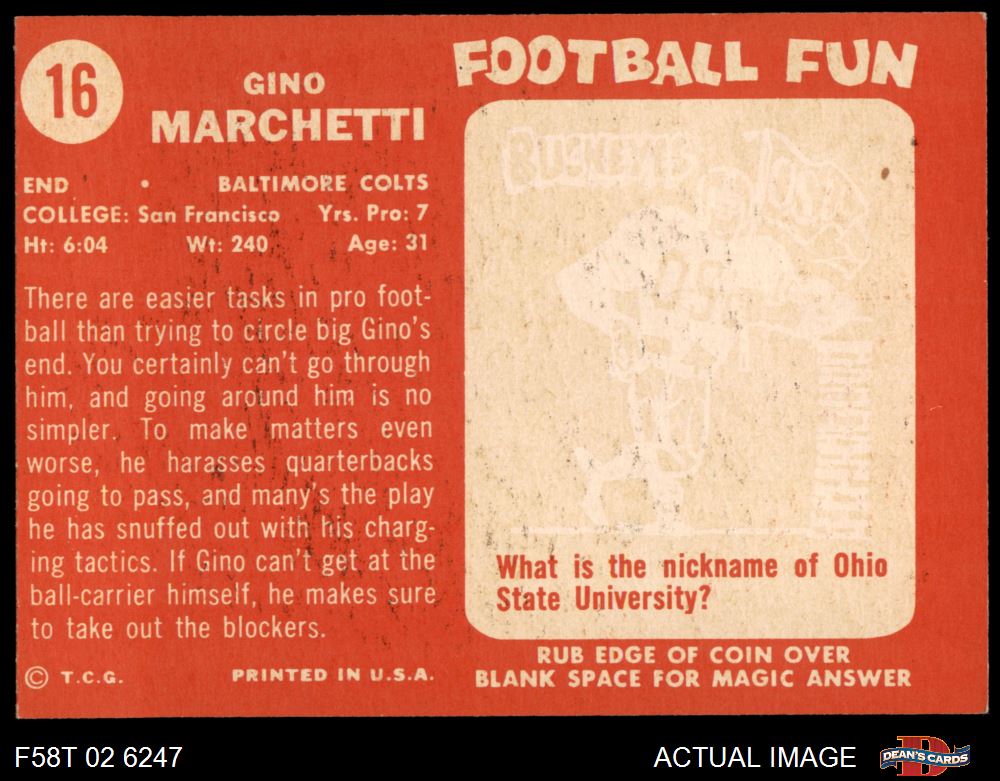 16
GINO
MARCHETTI
END • BALTIMORE COLTS
COLLEGE: San Francisco Yrs. Pro: 7
Ht: 6:04 Wt: 240 Age: 31
There are easier tasks in pro foot-
ball than trying to circle big Gino's
end. You certainly can't go through
him, and going around him is no
simpler. To make matters even
worse, he harasses quarterbacks
going to pass, and many's the play
he has snuffed out with his charg-
ing tactics. If Gino can't get at the
ball-carrier himself, he makes sure
to take out the blockers.
© T.C.G. PRINTED IN U.S.A.
FOOTBALL FUN
BUCKEYES
What is the nickname of Ohio
State University?
RUB EDGE OF COIN OVER
BLANK SPACE FOR MAGIC ANSWER
F58T 02 6247
ACTUAL IMAGE
DEAN'S CARDS